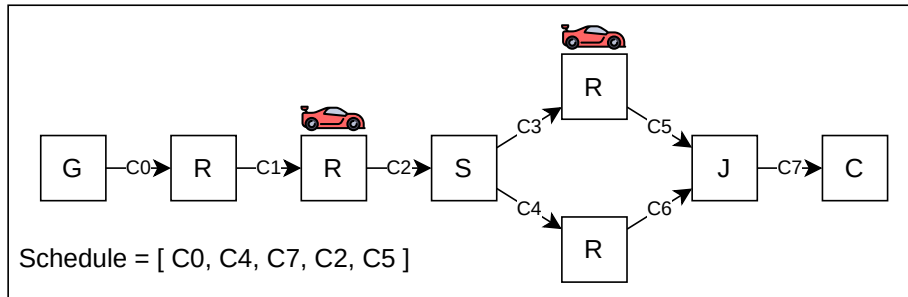 C3
R
C5
G
C0
R
C1
R
C2
S
J
C7
C
C4
R
C6
Schedule = [ C0, C4, C7, C2, C5 ]